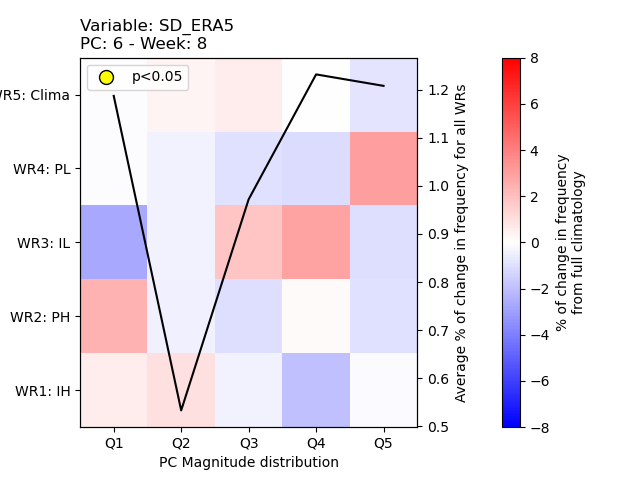 Variable: SD_ERA5
PC: 6 - Week: 8
p<0.05
WR5: Clima
WR4: PL
WR3: IL
WR2: PH
WR1: IH
Q1 Q2 Q3 Q4 Q5
PC Magnitude distribution
1.2
1.1
1.0
0.9
0.8
0.7
0.6
0.5
Average % of change in frequency for all WRs
8
6
4
2
0
−2
−4
−6
−8
% of change in frequency
from full climatology